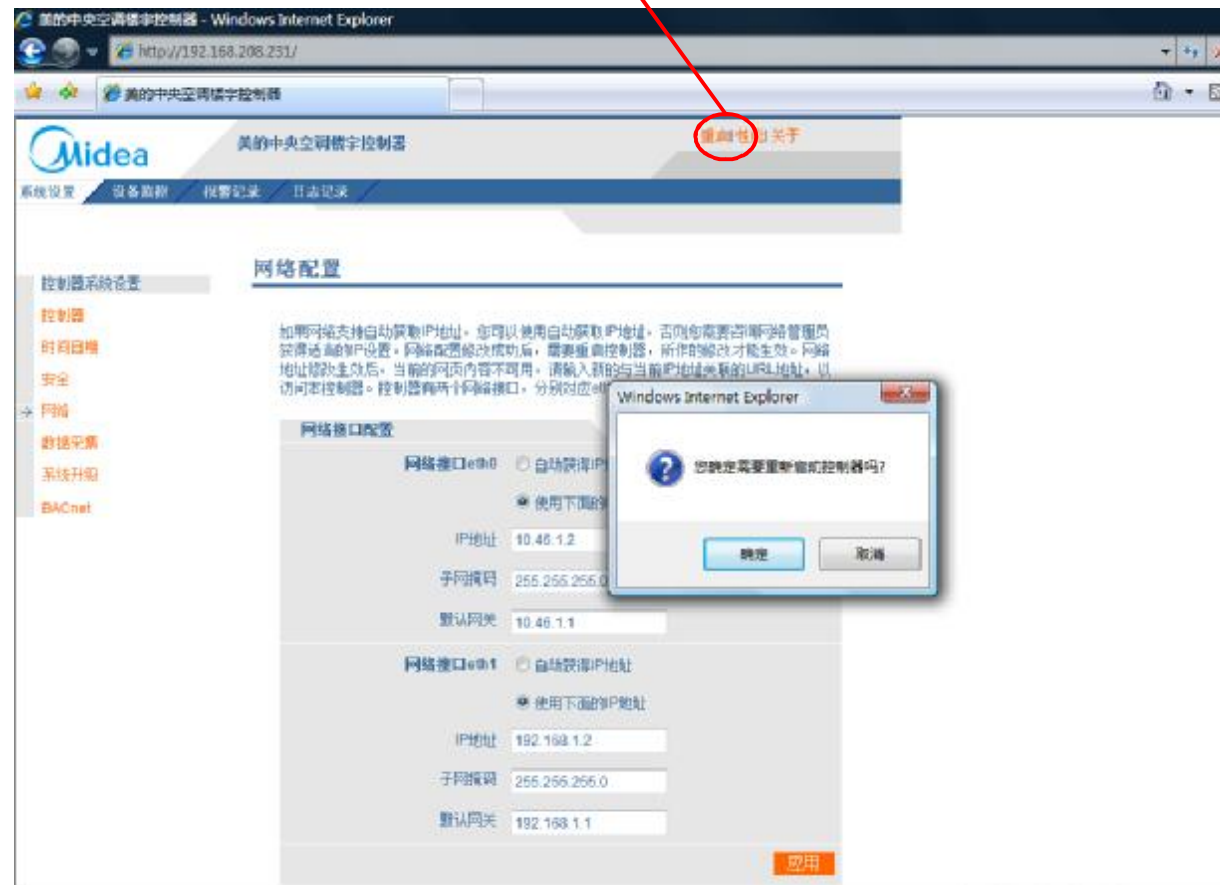 美的中央空调楼宇控制器 - Windows Internet Explorer
http://192.168.208.231/
美的中央空调楼宇控制器
Midea
美的中央空调楼宇控制器
关于
系统设置 设备数据 报警记录 日志记录
网络配置
控制器系统设置
控制器
时间日期
安全
网络
数据采集
系统升级
BACnet
如果网络支持自动获取IP地址，您可以使用自动获取IP地址，否则您需要咨询网络管理员
获得适当的IP设置。网络配置修改成功后，需要重启控制器，所作的修改才能生效。网络
地址修改生效后，当前的网页内容不可用，请输入新的与当前IP地址关联的URL地址，以
访问本控制器。控制器有两个网络接口，分别对应
网络接口配置
网络接口eth0 自动获得IP
使用下面的
IP地址 10.46.1.2
子网掩码 255.255.255.0
默认网关 10.46.1.1
网络接口eth1 自动获得IP地址
使用下面的IP地址
IP地址 192.168.1.2
子网掩码 255.255.255.0
默认网关 192.168.1.1
应用
Windows Internet Explorer
您确定需要重新启动控制器吗?
确定 取消